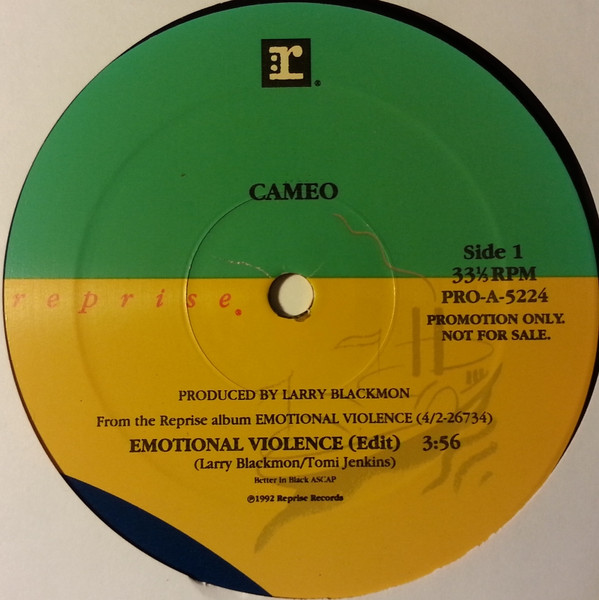 r®
CAMEO
Side 1
33⅓ RPM
PRO-A-5224
PROMOTION ONLY.
NOT FOR SALE.
reprise.
PRODUCED BY LARRY BLACKMON
From the Reprise album EMOTIONAL VIOLENCE (4/2-26734)
EMOTIONAL VIOLENCE (Edit) 3:56
(Larry Blackmon/Tomi Jenkins)
Better In Black ASCAP
℗1992 Reprise Records